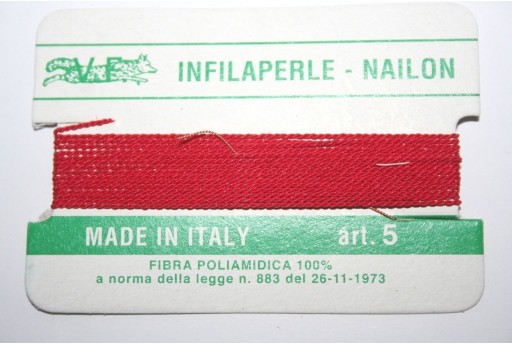 VF
INFILAPERLE - NAILON
MADE IN ITALY art. 5
FIBRA POLIAMIDICA 100%
a norma della legge n. 883 del 26-11-1973